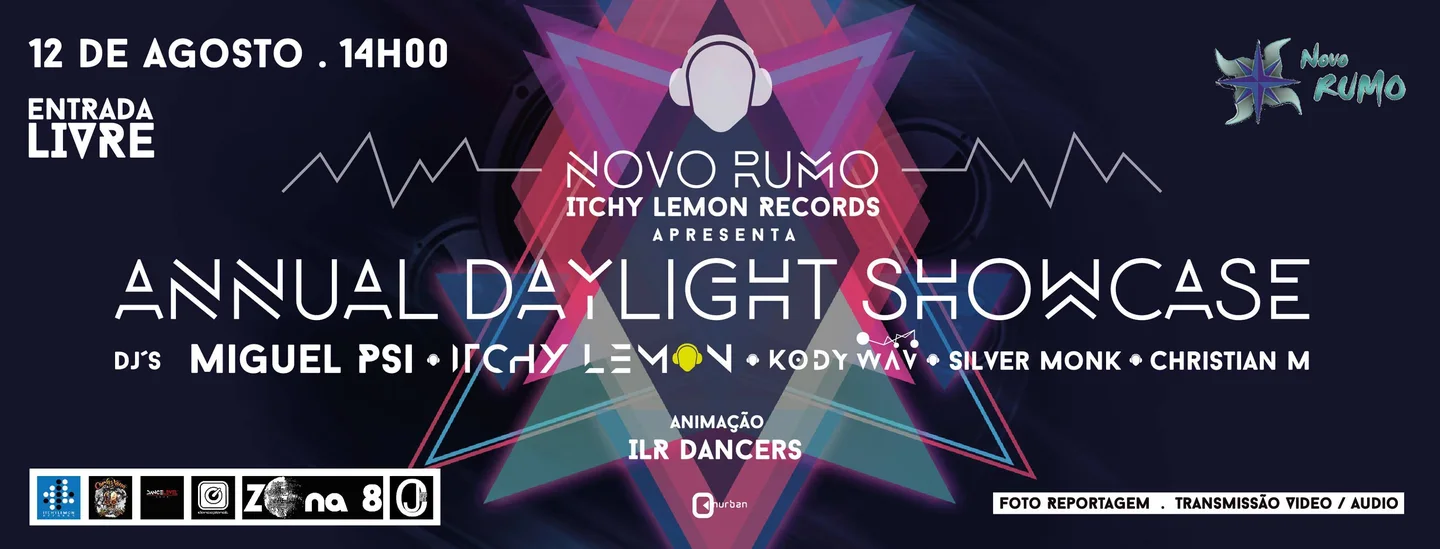 12 DE AGOSTO . 14H00
ENTRADA
LIVRE
Novo
RUMO
NOVO RUMO
ITCHY LEMON RECORDS
APRESENTA
ANNUAL DAYLIGHT SHOWCASE
DJ´S MIGUEL PSI • ITCHY LEMON • KODY WAV • SILVER MONK • CHRISTIAN M
ANIMAÇÃO
ILR DANCERS
nurban
ZONA 8
FOTO REPORTAGEM . TRANSMISSÃO VIDEO / AUDIO